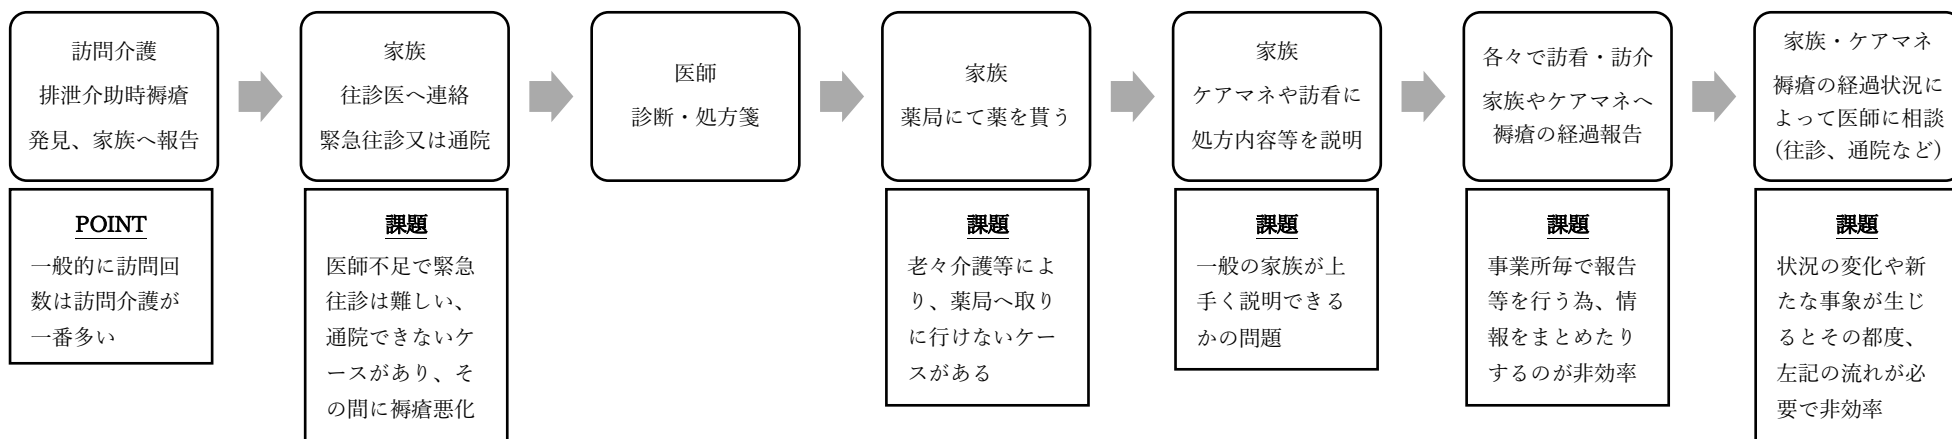 訪問介護
排泄介助時褥瘡
発見、家族へ報告
家族
往診医へ連絡
緊急往診又は通院
医師
診断・処方箋
家族
薬局にて薬を貰う
家族
ケアマネや訪看に
処方内容等を説明
各々で訪看・訪介
家族やケアマネへ
褥瘡の経過報告
家族・ケアマネ
褥瘡の経過状況に
よって医師に相談
(往診、通院など)
POINT
一般的に訪問回
数は訪問介護が
一番多い
課題
医師不足で緊急
往診は難しい、
通院できないケ
ースがあり、そ
の間に褥瘡悪化
課題
老々介護等によ
り、薬局へ取り
に行けないケー
スがある
課題
一般の家族が上
手く説明できる
かの問題
課題
事業所毎で報告
等を行う為、情
報をまとめたり
するのが非効率
課題
状況の変化や新
たな事象が生じ
るとその都度、
左記の流れが必
要で非効率